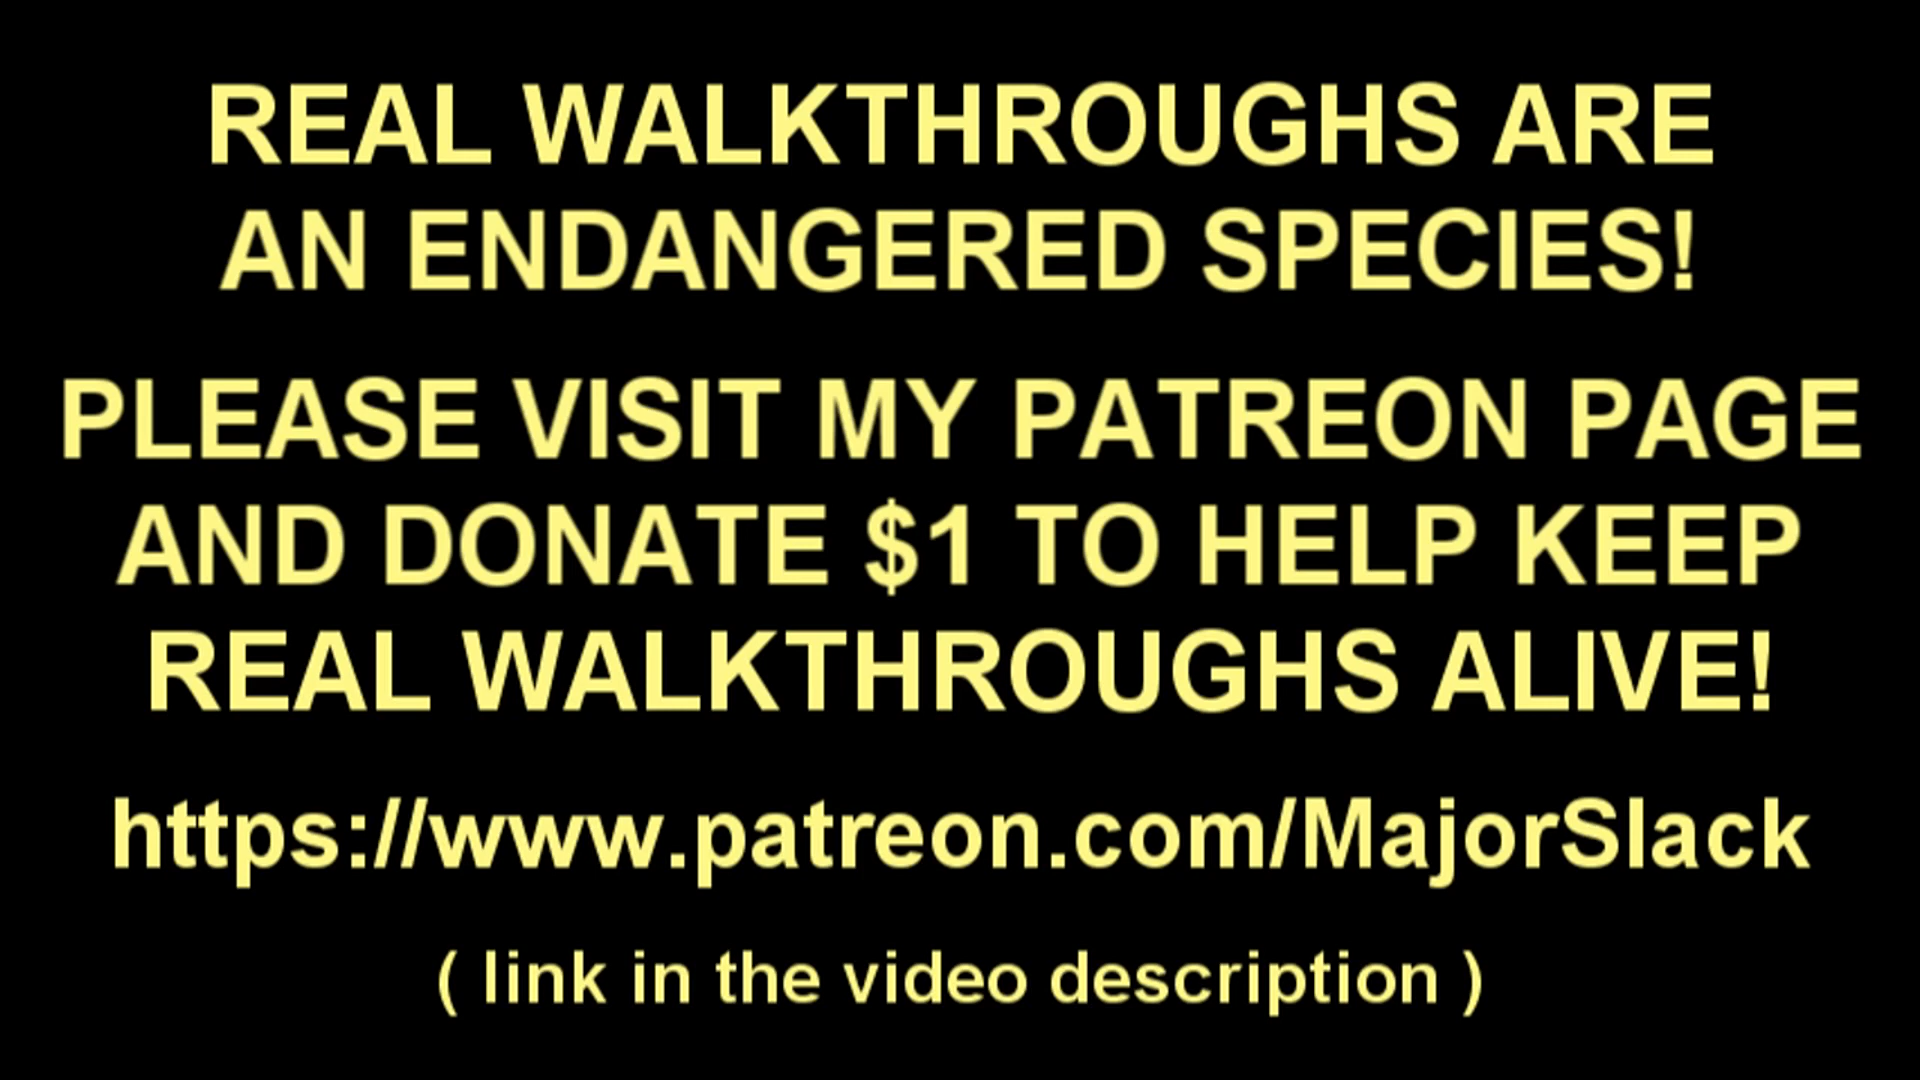 REAL WALKTHROUGHS ARE
AN ENDANGERED SPECIES!
PLEASE VISIT MY PATREON PAGE
AND DONATE $1 TO HELP KEEP
REAL WALKTHROUGHS ALIVE!
https://www.patreon.com/MajorSlack
( link in the video description )